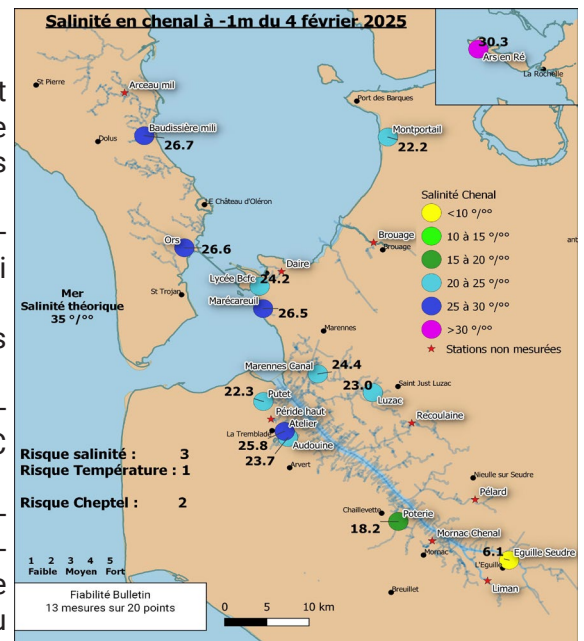 Salinité en chenal à -1m du 4 février 2025
30.3
Ars en Ré
La Rochelle
St Pierre
Arceau mil
Port des Barques
Baudissière mili
26.7
Dolus
Montportail
22.2
E Château d'Oléron
Salinité Chenal
<10 °/°°
10 à 15 °/°°
15 à 20 °/°°
20 à 25 °/°°
25 à 30 °/°°
>30 °/°°
Stations non mesurées
Ors
26.6
Brouage
Brouage
ant
Daire
Lycée Bcfc
24.2
Mer
Salinité théorique
35 °/°°
St Trojan
Marécareuil
26.5
Marennes
Marennes Canal
24.4
23.0
Saint Just Luzac
Luzac
22.3
Putet
Péride haut
Recoulaine
La Tremblade
Atelier
25.8
Audouine
23.7
Arvert
Risque salinité : 3
Risque Température : 1
Risque Cheptel : 2
Nieulle sur Seudre
Pélard
Chaillevette
Poterie
18.2
Mornac Chenal
Mornac
6.1
Eguille Seudre
L'Eguille
Liman
Breuillet
1 2 3 4 5
Faible Moyen Fort
Fiabilité Bulletin
13 mesures sur 20 points
0 5 10 km
t
e
s
-
i
s
-
c
-
-
e
u